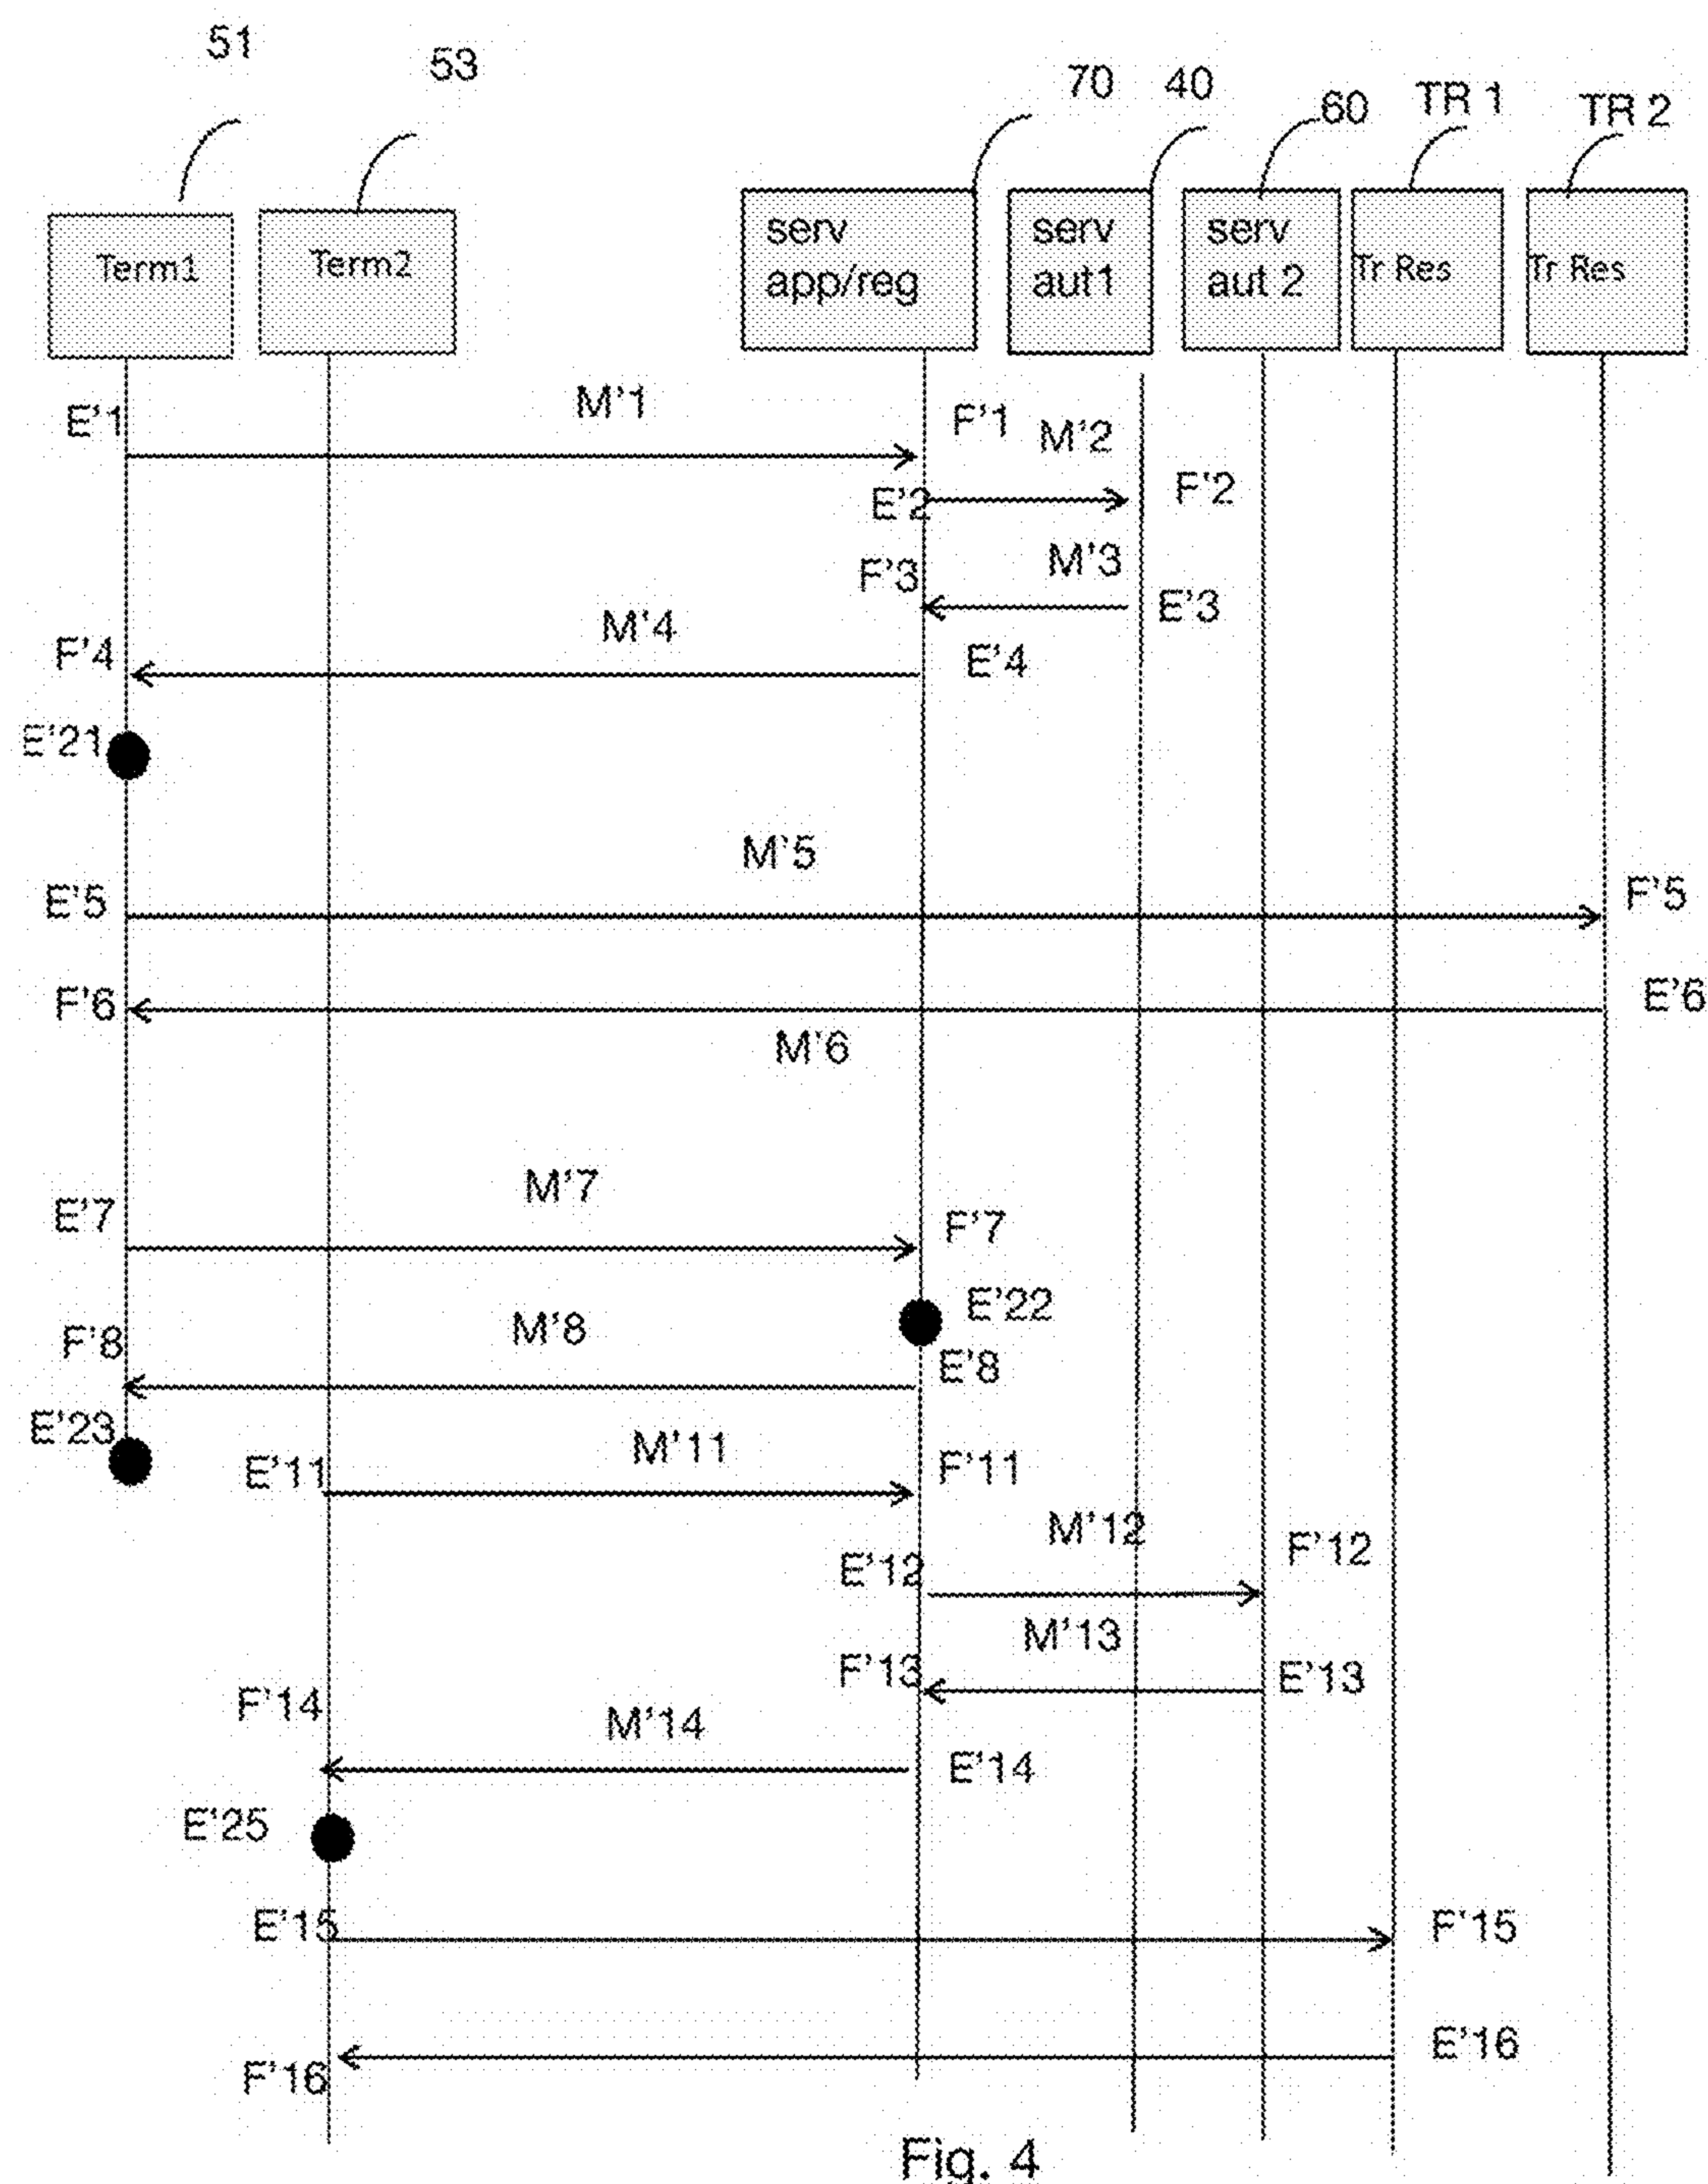 51
53
70
40
60
TR 1
TR 2
Term1
Term2
serv
app/reg
serv
aut1
serv
aut 2
Tr Res
Tr Res
E'1
M'1
F'1
M'2
E'2
F'2
F'3
M'3
E'3
F'4
M'4
E'4
E'21
M'5
E'5
F'5
F'6
E'6
M'6
E'7
M'7
F'7
E'22
F'8
M'8
E'8
E'23
E'11
M'11
F'11
M'12
E'12
F'12
M'13
F'13
E'13
F'14
M'14
E'14
E'25
E'15
F'15
E'16
F'16
Fig. 4